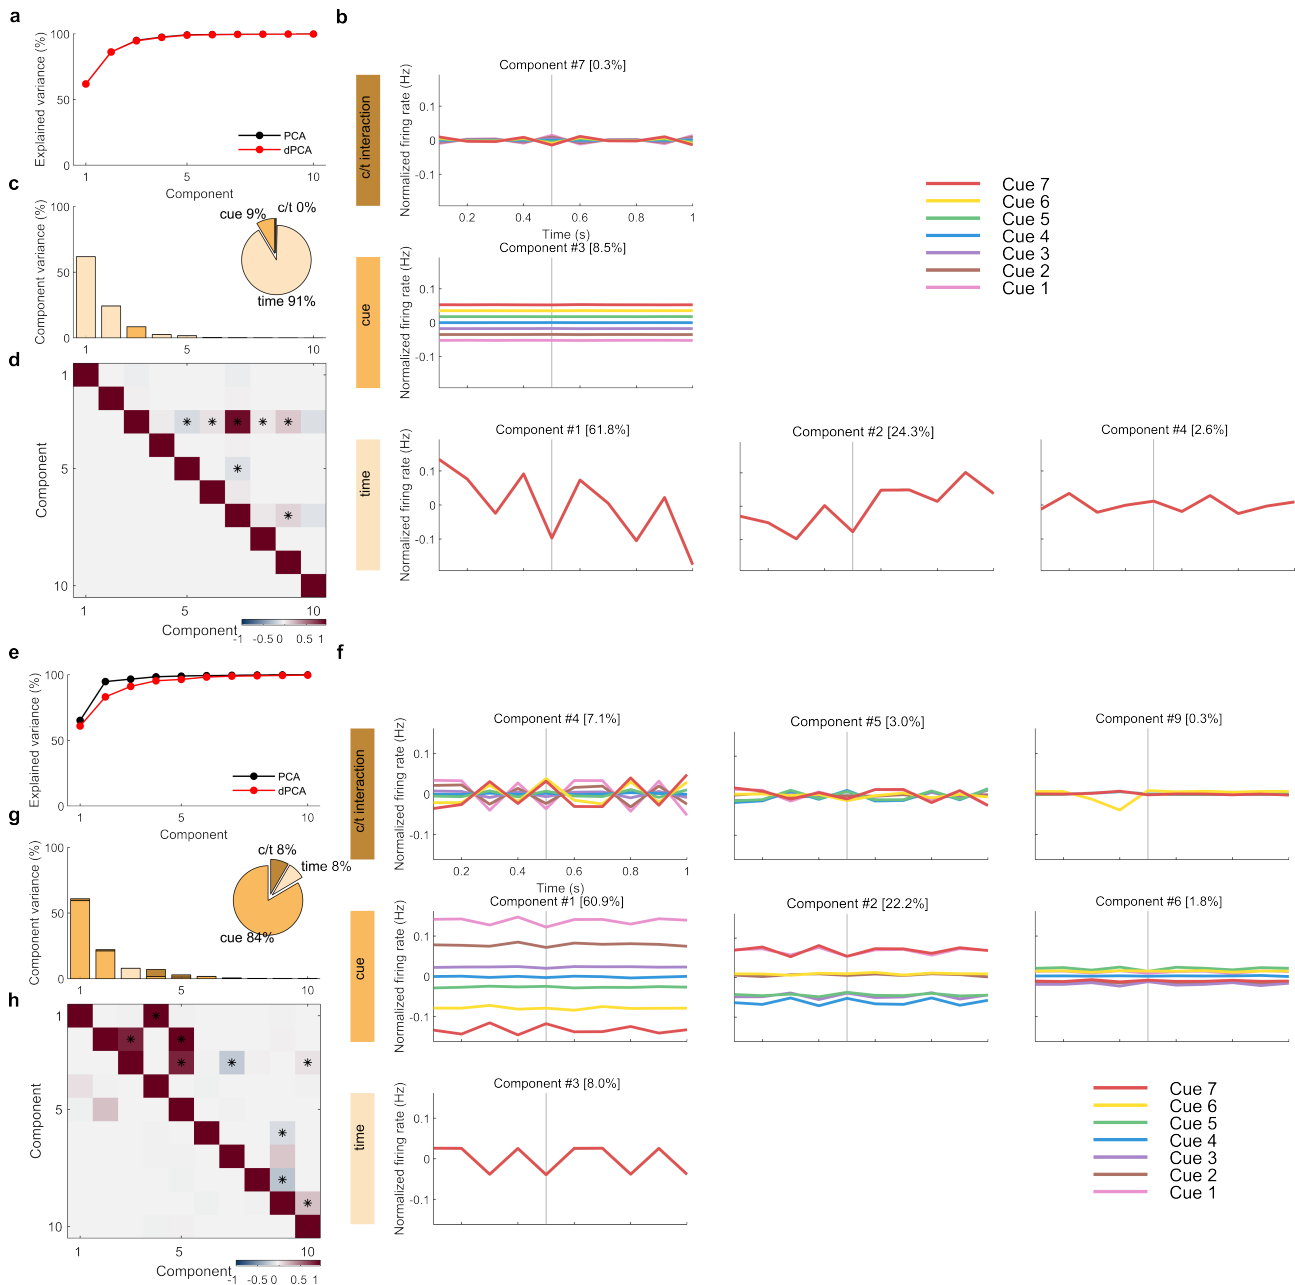 a
Explained variance (%)
100
50
0
1
10
Component
PCA
dPCA
b
c/t interaction
Normalized firing rate (Hz)
Component #7 [0.3%]
0.1
0
-0.1
0.2
0.4
0.6
0.8
1
Time (s)
Cue 7
Cue 6
Cue 5
Cue 4
Cue 3
Cue 2
Cue 1
c
Component variance (%)
100
50
0
1
5
10
cue 9%
c/t 0%
time 91%
cue
Normalized firing rate (Hz)
Component #3 [8.5%]
0.1
0
-0.1
d
Component
1
5
10
1
5
10
Component
-1
-0.5
0
0.5
1
time
Normalized firing rate (Hz)
Component #1 [61.8%]
0.1
0
-0.1
Component #2 [24.3%]
Component #4 [2.6%]
e
Explained variance (%)
100
50
0
1
10
Component
PCA
dPCA
f
c/t interaction
Normalized firing rate (Hz)
Component #4 [7.1%]
0.1
0
-0.1
0.2
0.4
0.6
0.8
1
Time (s)
Component #5 [3.0%]
Component #9 [0.3%]
g
Component variance (%)
100
50
0
1
5
10
c/t 8%
time 8%
cue 84%
cue
Normalized firing rate (Hz)
Component #1 [60.9%]
0.1
0
-0.1
Component #2 [22.2%]
Component #6 [1.8%]
h
Component
1
5
10
1
5
10
Component
-1
-0.5
0
0.5
1
time
Normalized firing rate (Hz)
Component #3 [8.0%]
0.1
0
-0.1
Cue 7
Cue 6
Cue 5
Cue 4
Cue 3
Cue 2
Cue 1